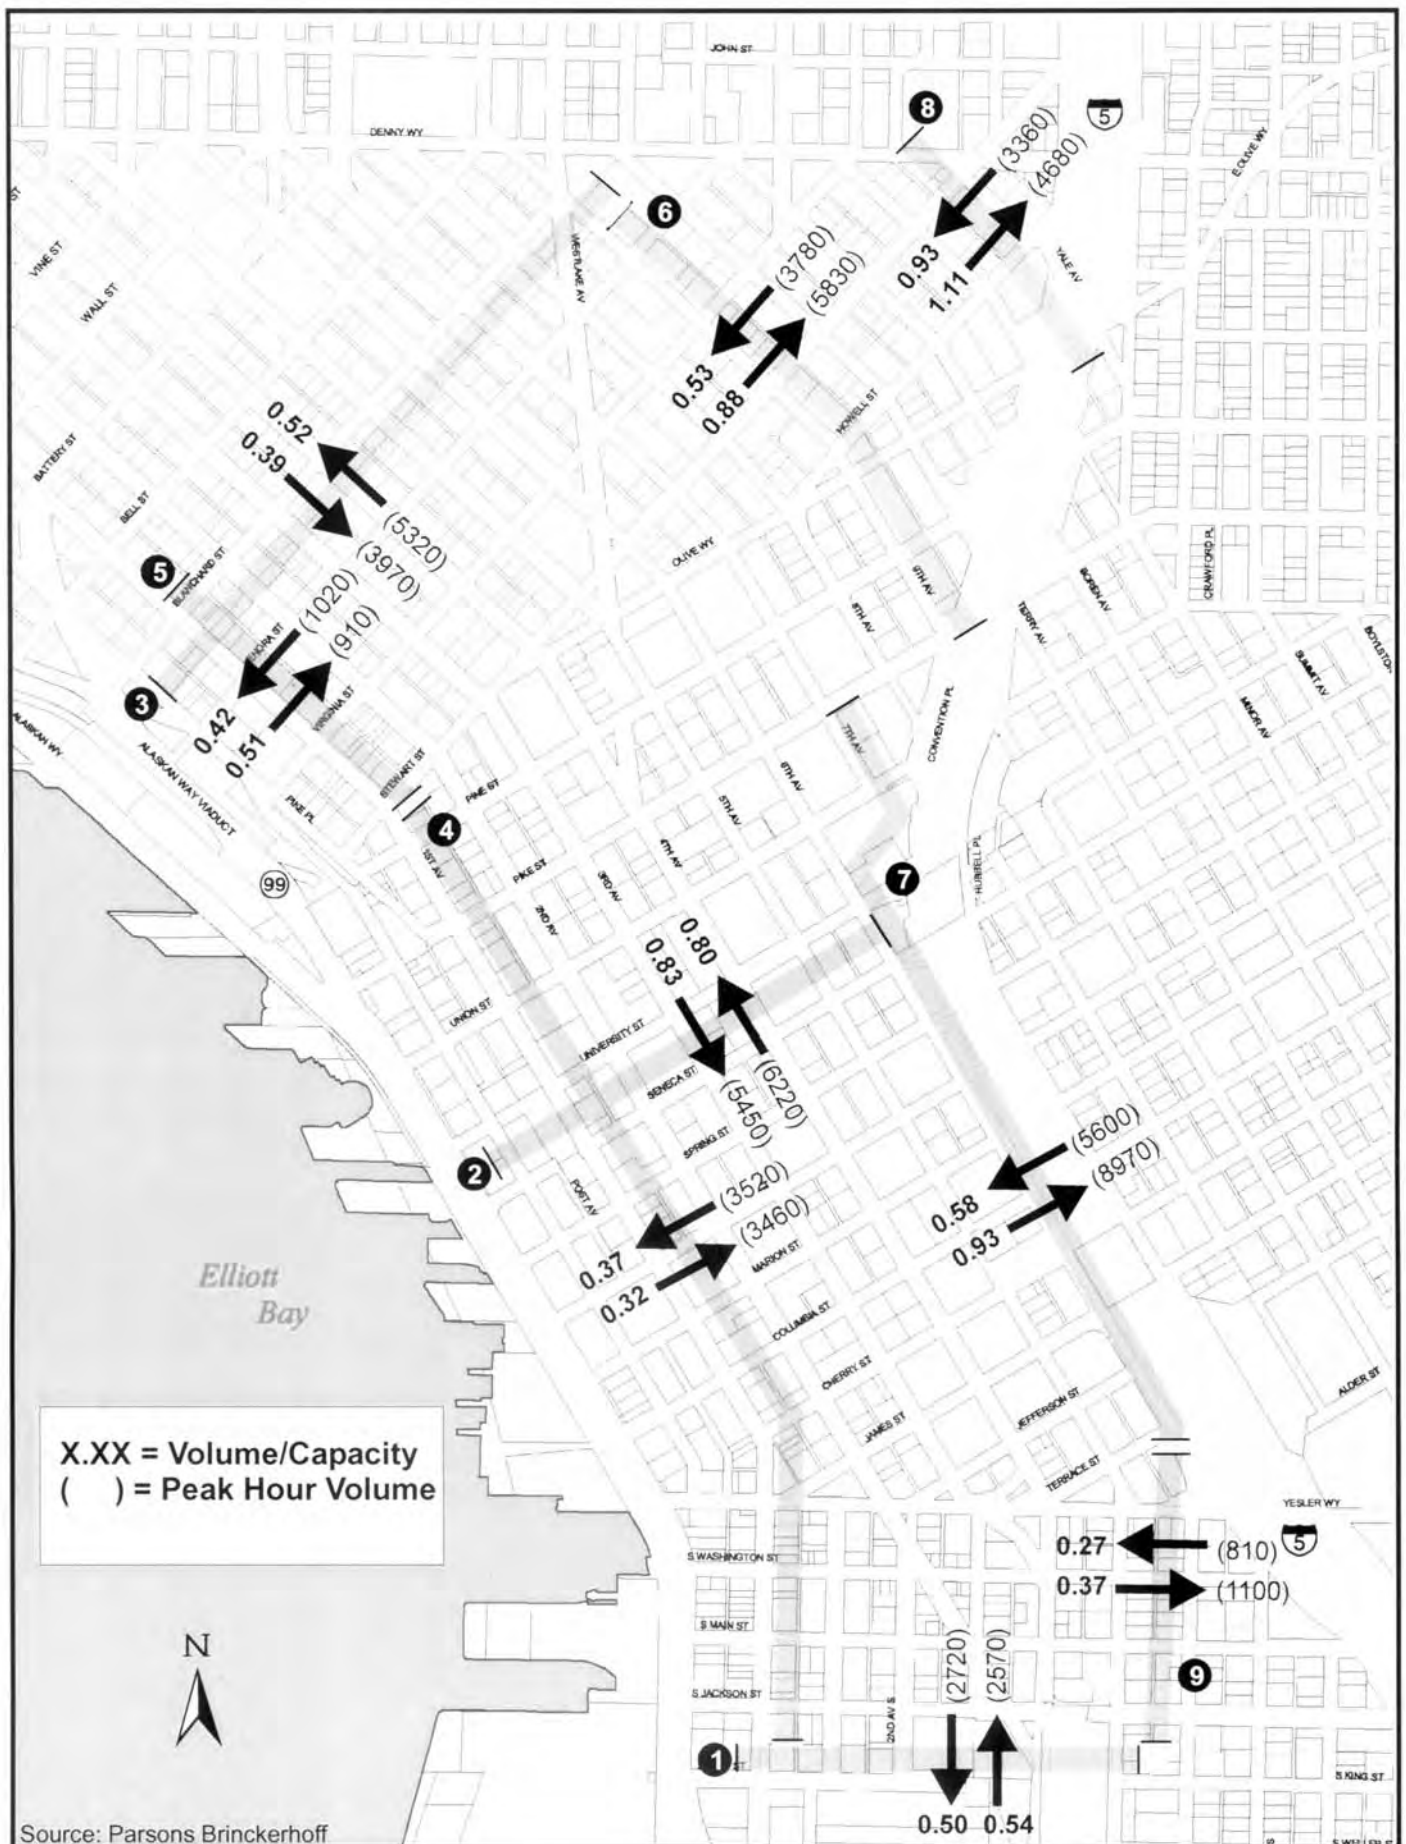 JOHN ST
8
5
DENNY WY
(3360)
(4680)
E OLIVE WY
ST
6
VINE ST
WESTLAKE AV
(3780)
(5830)
0.93
1.11
YALE AV
WALL ST
0.53
0.88
HOWELL ST
0.52
0.39
BATTERY ST
BELL ST
(5320)
(3970)
OLIVE WY
5
BLANCHARD ST
(1020)
(910)
9TH AV
8TH AV
TERRY AV
BOREN AV
CRAWFORD PL
BOYLSTON
SUMMIT AV
MINOR AV
3
VIRGINIA ST
0.42
0.51
ALASKAN WY
ALASKAN WAY VIADUCT
STEWART ST
PINE ST
PINE PL
7TH AV
CONVENTION PL
6TH AV
5TH AV
4TH AV
4
1ST AV
PIKE ST
3RD AV
2ND AV
HUBBELL PL
99
7
0.80
0.83
UNION ST
UNIVERSITY ST
SENECA ST
(6220)
(5450)
SPRING ST
2
POST AV
(3520)
(3460)
(5600)
(8970)
0.58
0.93
0.37
0.32
MARION ST
COLUMBIA ST
Elliott
Bay
CHERRY ST
JAMES ST
JEFFERSON ST
TERRACE ST
ALDER ST
X.XX = Volume/Capacity
( ) = Peak Hour Volume
YESLER WY
5
0.27
(810)
0.37
(1100)
S WASHINGTON ST
S MAIN ST
S JACKSON ST
2ND AV S
(2720)
(2570)
9
N
1
ST
S KING ST
0.50 0.54
Source: Parsons Brinckerhoff